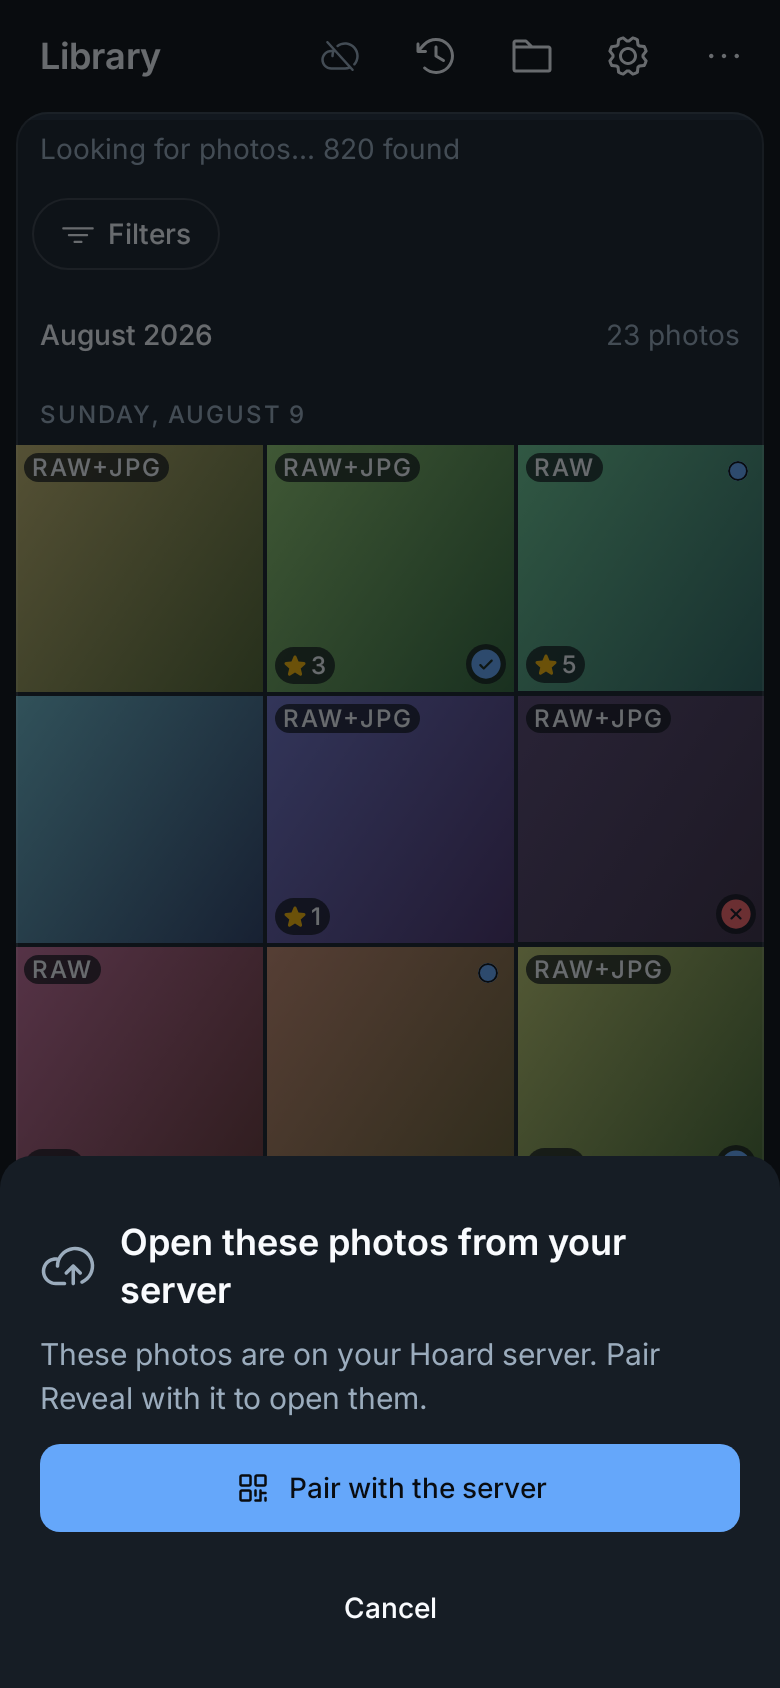 Library
Looking for photos... 820 found
Filters
August 2026
23 photos
SUNDAY, AUGUST 9
RAW+JPG
RAW+JPG
RAW
3
5
RAW+JPG
RAW+JPG
1
RAW
RAW+JPG
Open these photos from your
server
These photos are on your Hoard server. Pair
Reveal with it to open them.
Pair with the server
Cancel